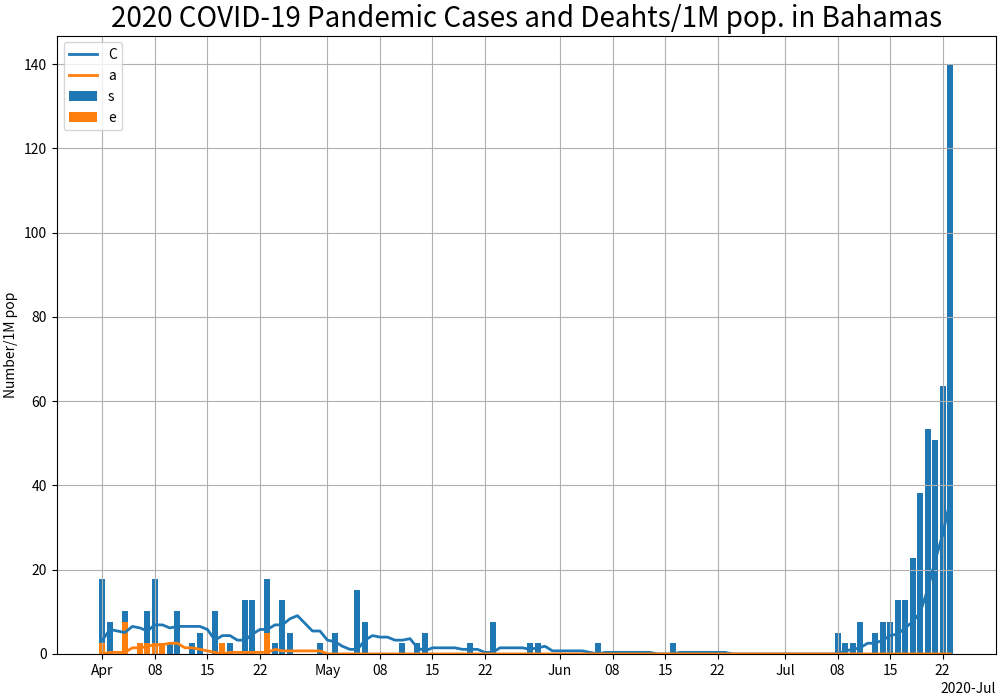 2020 COVID-19 Pandemic Cases and Deahts/1M pop. in Bahamas
C
a
s
e
Number/1M pop
140
120
100
80
60
40
20
0
Apr 08 15 22 May 08 15 22 Jun 08 15 22 Jul 08 15 22
2020-Jul